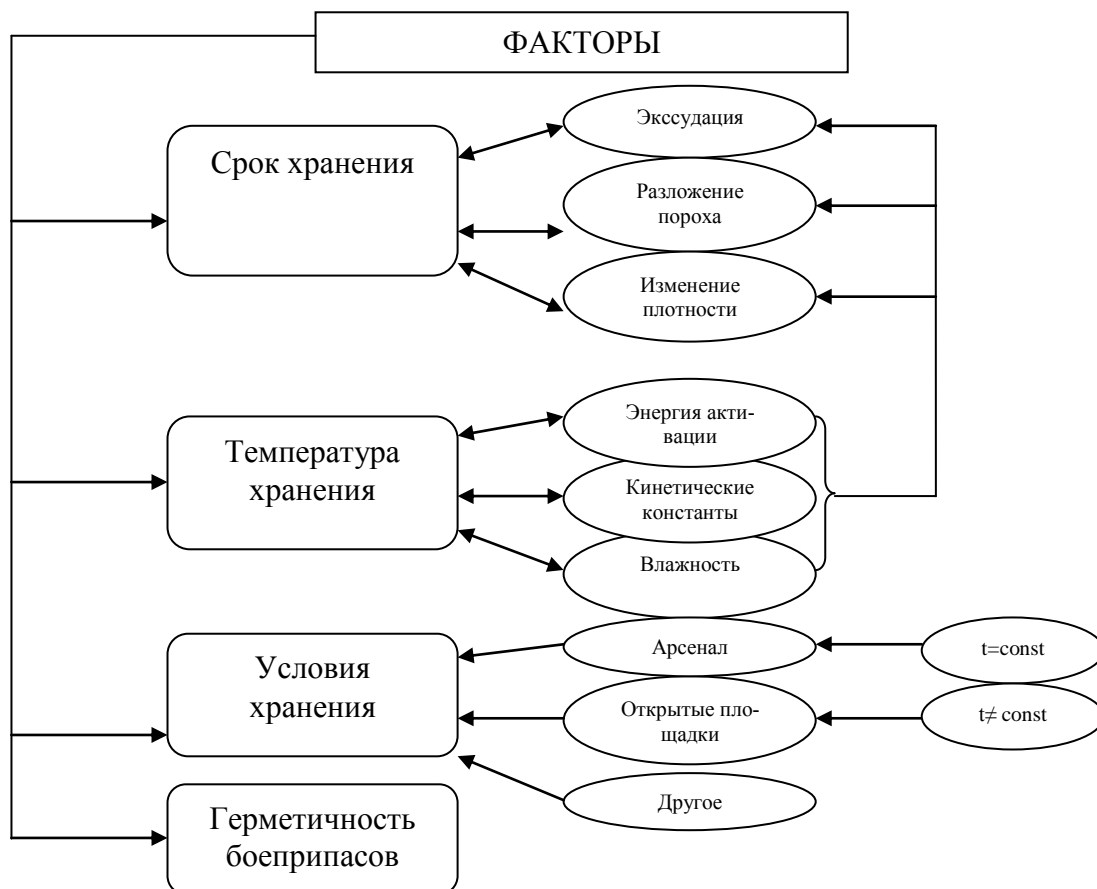 ФАКТОРЫ
Срок хранения
Экссудация
Разложение
пороха
Изменение
плотности
Температура
хранения
Энергия акти-
вации
Кинетические
константы
Влажность
Условия
хранения
Арсенал
t=const
Открытые пло-
щадки
t≠ const
Другое
Герметичность
боеприпасов